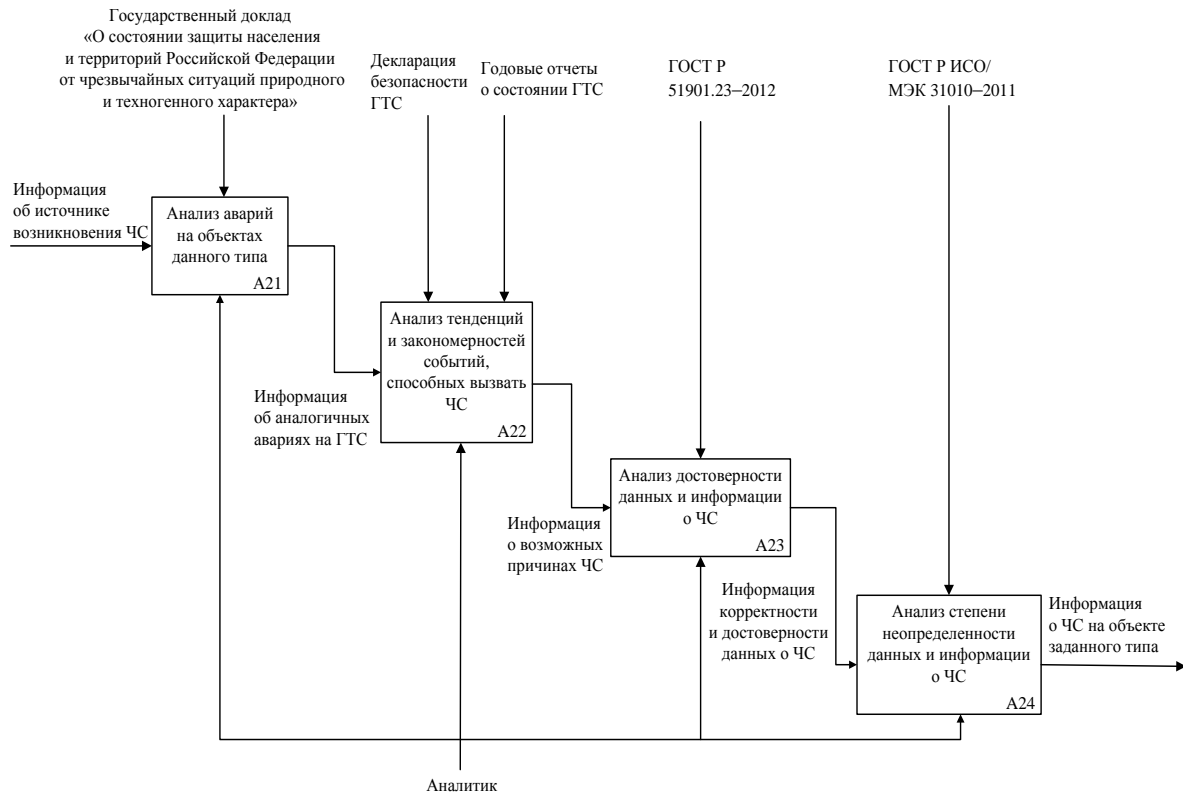 Государственный доклад
«О состоянии защиты населения
и территорий Российской Федерации
от чрезвычайных ситуаций природного
и техногенного характера»
Декларация
безопасности
ГТС
Годовые отчеты
о состоянии ГТС
ГОСТ Р
51901.23–2012
ГОСТ Р ИСО/
МЭК 31010–2011
Информация
об источнике
возникновения ЧС
Анализ аварий
на объектах
данного типа
А21
Информация
об аналогичных
авариях на ГТС
Анализ тенденций
и закономерностей
событий,
способных вызвать
ЧС
А22
Информация
о возможных
причинах ЧС
Анализ достоверности
данных и информации
о ЧС
А23
Информация
корректности
и достоверности
данных о ЧС
Анализ степени
неопределенности
данных и информации
о ЧС
А24
Информация
о ЧС на объекте
заданного типа
Аналитик